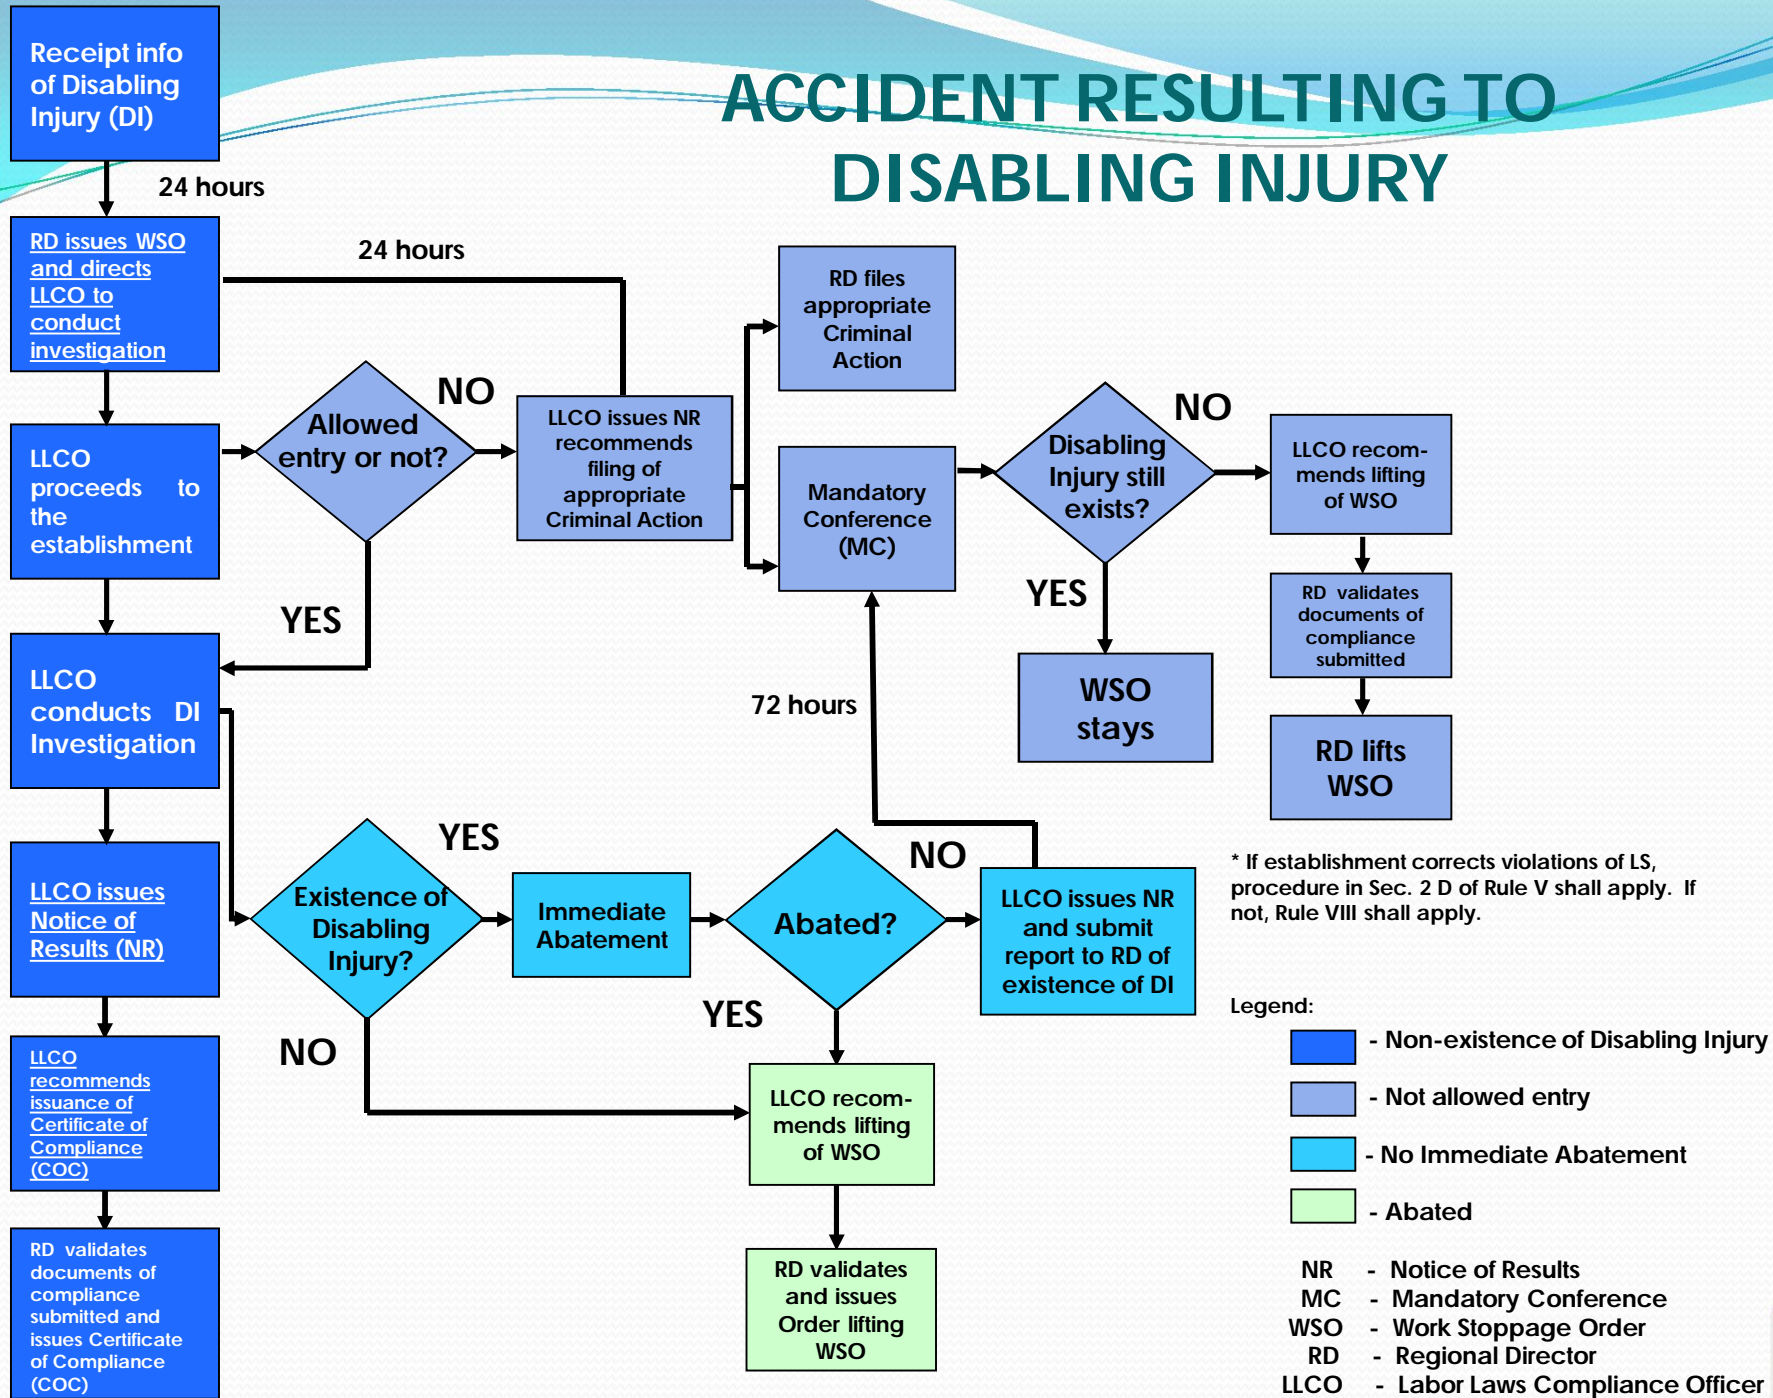 ACCIDENT RESULTING TO
DISABLING INJURY
Receipt info
of Disabling
Injury (DI)
24 hours
RD issues WSO
and directs
LLCO to
conduct
investigation
24 hours
LLCO
proceeds to
the
establishment
Allowed
entry or not?
NO
YES
LLCO issues NR
recommends
filing of
appropriate
Criminal Action
RD files
appropriate
Criminal
Action
Mandatory
Conference
(MC)
Disabling
Injury still
exists?
NO
YES
WSO
stays
LLCO recom-
mends lifting
of WSO
RD validates
documents of
compliance
submitted
RD lifts
WSO
LLCO
conducts DI
Investigation
72 hours
LLCO issues
Notice of
Results (NR)
Existence of
Disabling
Injury?
YES
NO
Immediate
Abatement
Abated?
NO
YES
LLCO issues NR
and submit
report to RD of
existence of DI
LLCO
recommends
issuance of
Certificate of
Compliance
(COC)
LLCO recom-
mends lifting
of WSO
RD validates
documents of
compliance
submitted and
issues Certificate
of Compliance
(COC)
RD validates
and issues
Order lifting
WSO
* If establishment corrects violations of LS,
procedure in Sec. 2 D of Rule V shall apply. If
not, Rule VIII shall apply.
Legend:
- Non-existence of Disabling Injury
- Not allowed entry
- No Immediate Abatement
- Abated
NR - Notice of Results
MC - Mandatory Conference
WSO - Work Stoppage Order
RD - Regional Director
LLCO - Labor Laws Compliance Officer